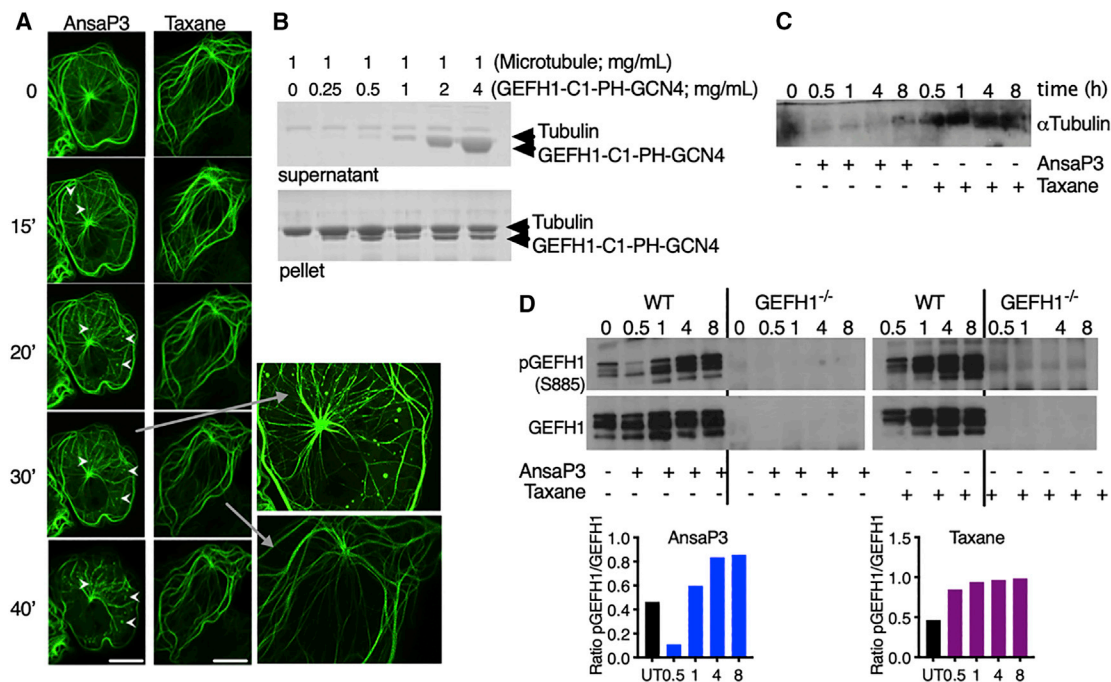 A
AnsaP3 Taxane
0
15'
20'
30'
40'
B
1 1 1 1 1 1 (Microtubule; mg/mL)
0 0.25 0.5 1 2 4 (GEFH1-C1-PH-GCN4; mg/mL)
Tubulin
GEFH1-C1-PH-GCN4
supernatant
Tubulin
GEFH1-C1-PH-GCN4
pellet
C
0 0.5 1 4 8 0.5 1 4 8 time (h)
αTubulin
- + + + + - - - - AnsaP3
- - - - - + + + + Taxane
D
WT GEFH1-/- WT GEFH1-/-
0 0.5 1 4 8 0 0.5 1 4 8 0.5 1 4 8 0.5 1 4 8
pGEFH1
(S885)
GEFH1
AnsaP3 - + + + + - + + + + - - - - - - - -
Taxane - - - - - - - - - - + + + + + + + +
AnsaP3
Ratio pGEFH1/GEFH1
1.0
0.8
0.6
0.4
0.2
0.0
UT 0.5 1 4 8
Taxane
Ratio pGEFH1/GEFH1
1.5
1.0
0.5
0.0
UT 0.5 1 4 8